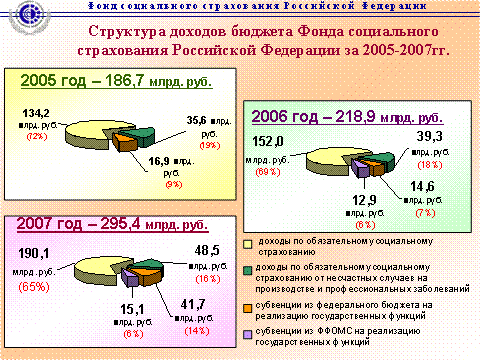 Фонд социального страхования Российской Федерации
Структура доходов бюджета Фонда социального
страхования Российской Федерации за 2005-2007гг.
2005 год – 186,7 млрд. руб.
134,2
млрд. руб.
(72%)
35,6 млрд.
руб.
(19%)
16,9 млрд.
руб.
(9%)
2006 год – 218,9 млрд. руб.
152,0
млрд. руб.
(69%)
39,3
млрд. руб.
(18%)
14,6
млрд. руб.
(7%)
12,9
млрд. руб.
(6%)
2007 год – 295,4 млрд. руб.
190,1
млрд. руб.
(65%)
48,5
млрд. руб.
(16%)
41,7
млрд. руб.
(14%)
15,1
млрд. руб.
(6%)
доходы по обязательному социальному
страхованию
доходы по обязательному социальному
страхованию от несчастных случаев на
производстве и профессиональных заболеваний
субвенции из федерального бюджета на
реализацию государственных функций
субвенции из ФФОМС на реализацию
государственных функций